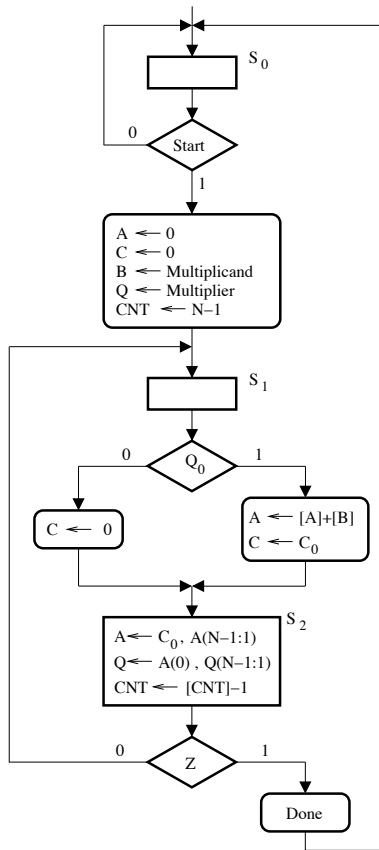 S0
0
Start
1
A ← 0
C ← 0
B ← Multiplicand
Q ← Multiplier
CNT ← N–1
S1
0
Q0
1
C ← 0
A ← [A]+[B]
C ← C0
S2
A ← C0, A(N–1:1)
Q ← A(0) , Q(N–1:1)
CNT ← [CNT]–1
0
Z
1
Done